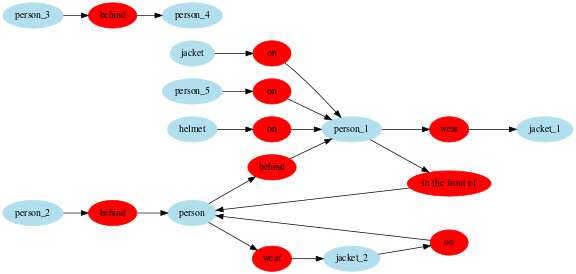 person_3 behind person_4
jacket on
person_5 on
helmet on person_1 wear jacket_1
behind in the front of
person_2 behind person
wear jacket_2 on